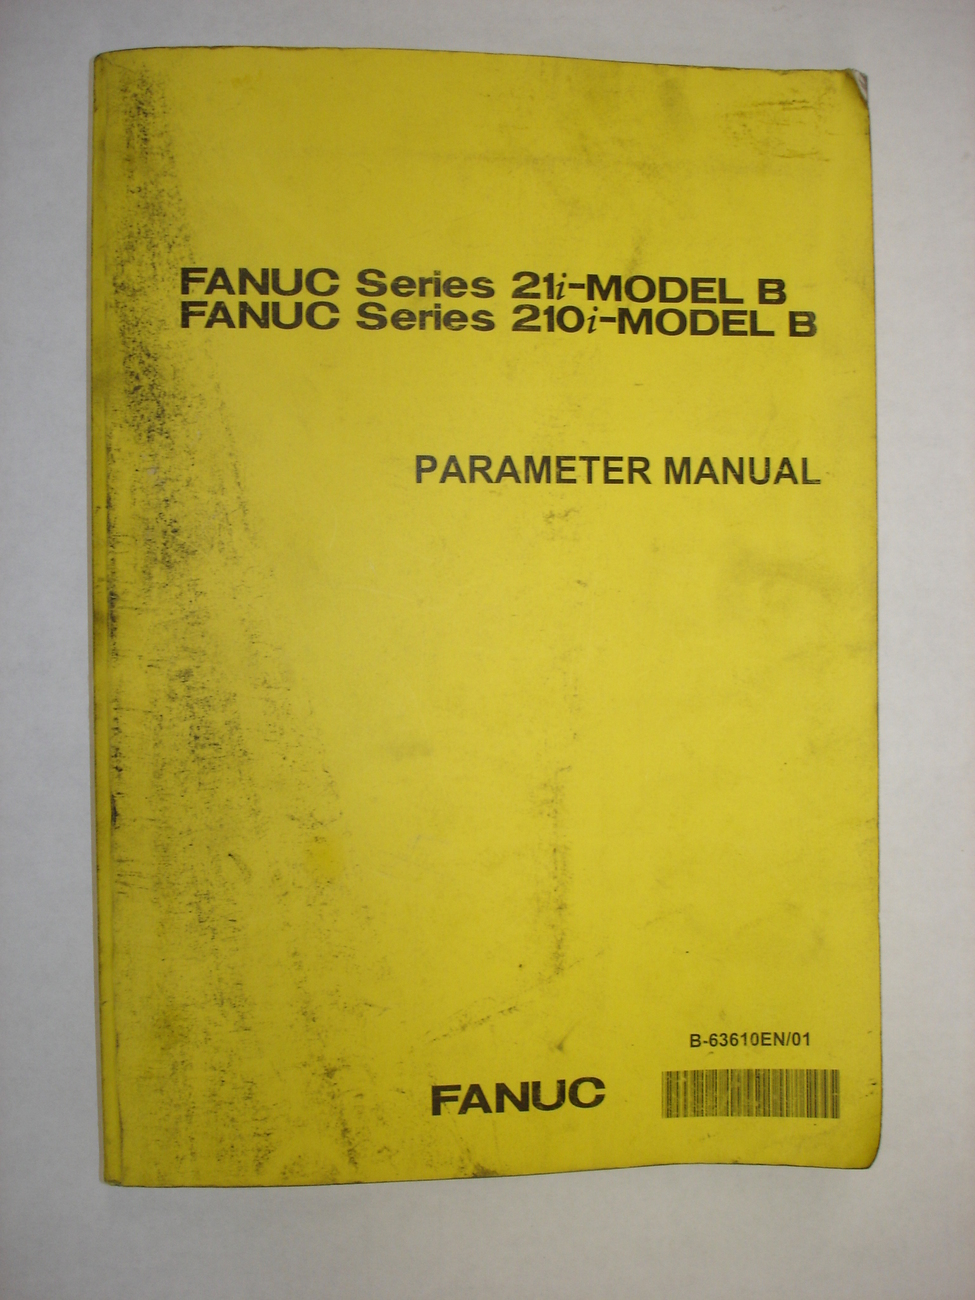 FANUC Series 21i-MODEL B
FANUC Series 210i-MODEL B
PARAMETER MANUAL
B-63610EN/01
FANUC